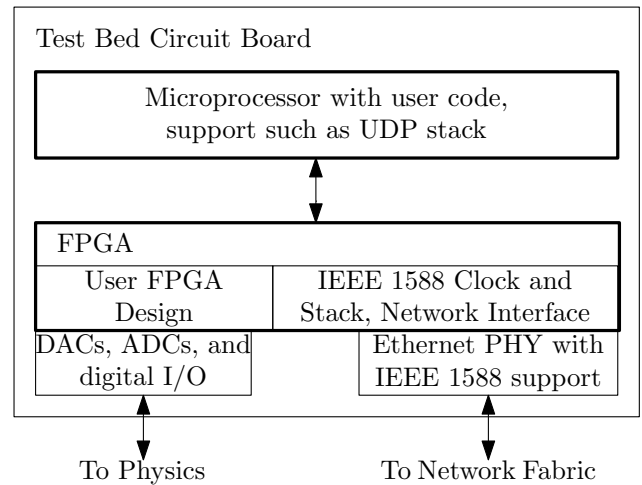 Test Bed Circuit Board
Microprocessor with user code,
support such as UDP stack
FPGA
User FPGA
Design
IEEE 1588 Clock and
Stack, Network Interface
DACs, ADCs, and
digital I/O
Ethernet PHY with
IEEE 1588 support
To Physics
To Network Fabric